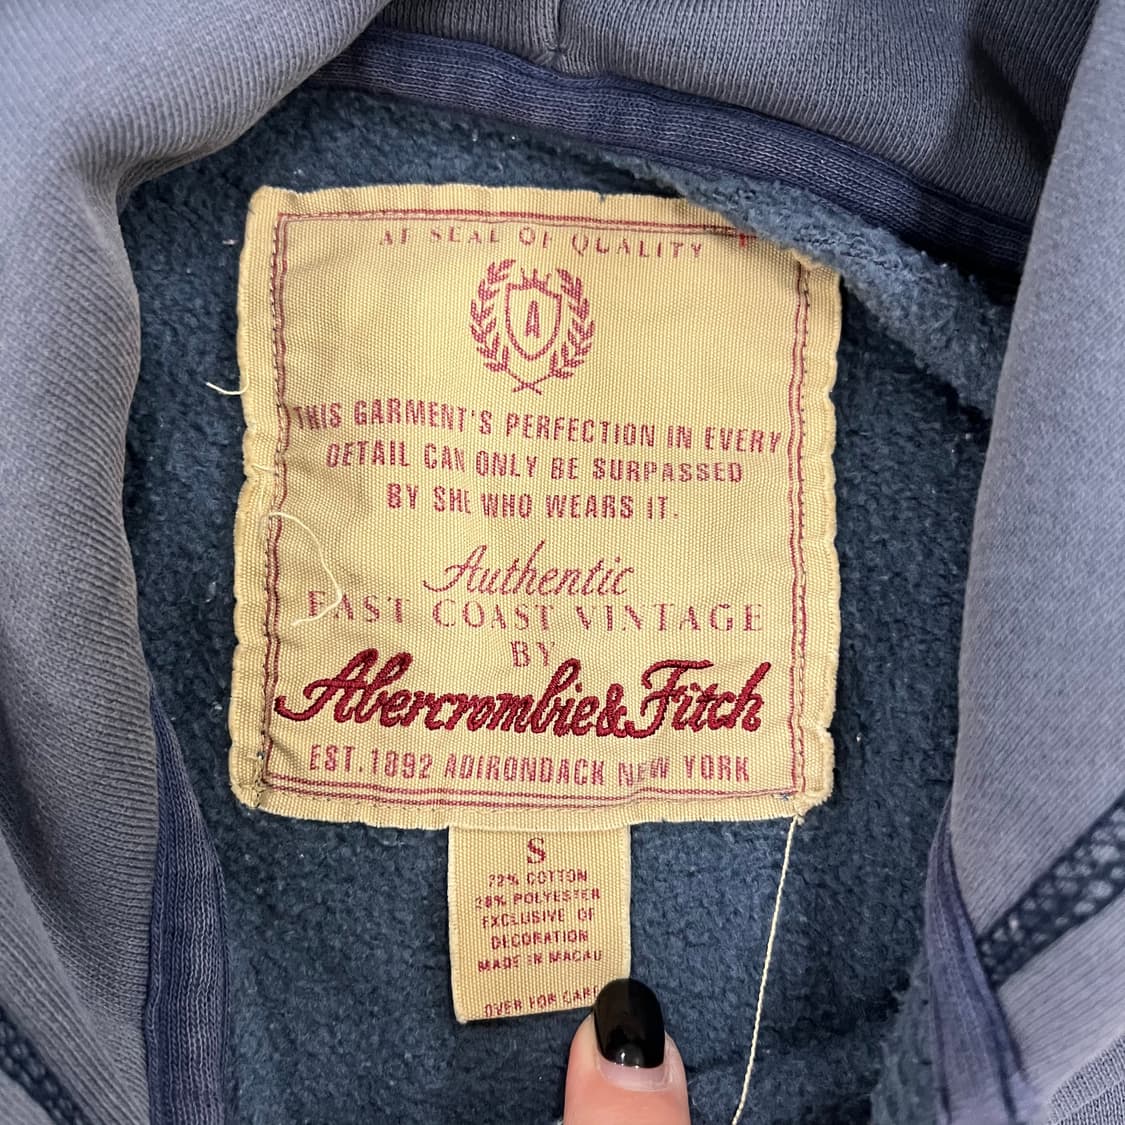 AF SEAL OF QUALITY
A
THIS GARMENT'S PERFECTION IN EVERY
DETAIL CAN ONLY BE SURPASSED
BY SHE WHO WEARS IT.
Authentic
EAST COAST VINTAGE
BY
Abercrombie & Fitch
EST.1892 ADIRONDACK NEW YORK
S
72% COTTON
28% POLYESTER
EXCLUSIVE OF
DECORATION
MADE IN MACAU
OVER FOR CARE